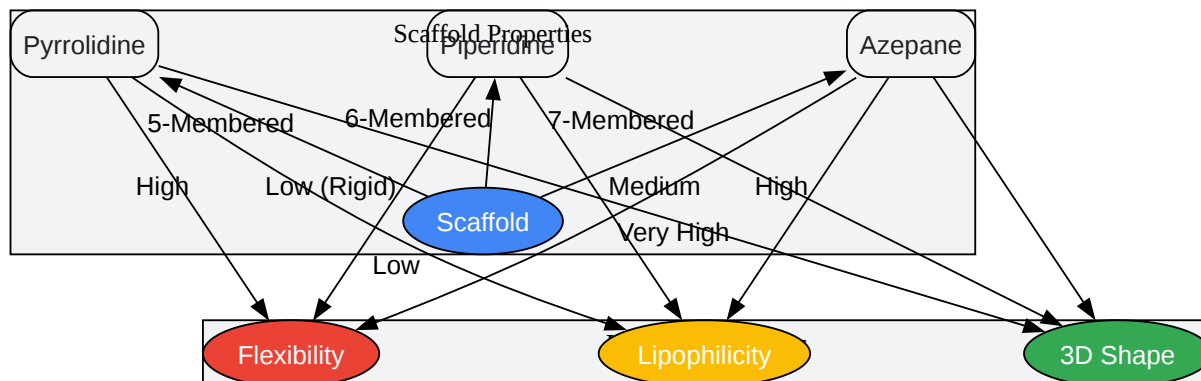 Scaffold Properties
Pyrrolidine
Piperidine
Azepane
5-Membered
6-Membered
7-Membered
High
Low (Rigid)
Medium
High
Scaffold
Very High
Low
Flexibility
Lipophilicity
3D Shape